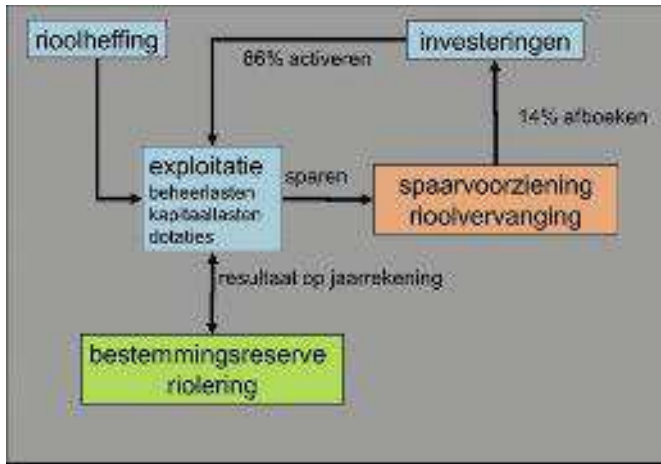 rioolheffing
investeringen
86% activeren
14% afboeken
exploitatie
beheerlasten
kapitaallasten
dotaties
sparen
spaarvoorziening
rioolvervanging
resultaat op jaarrekening
bestemmingsreserve
riolering